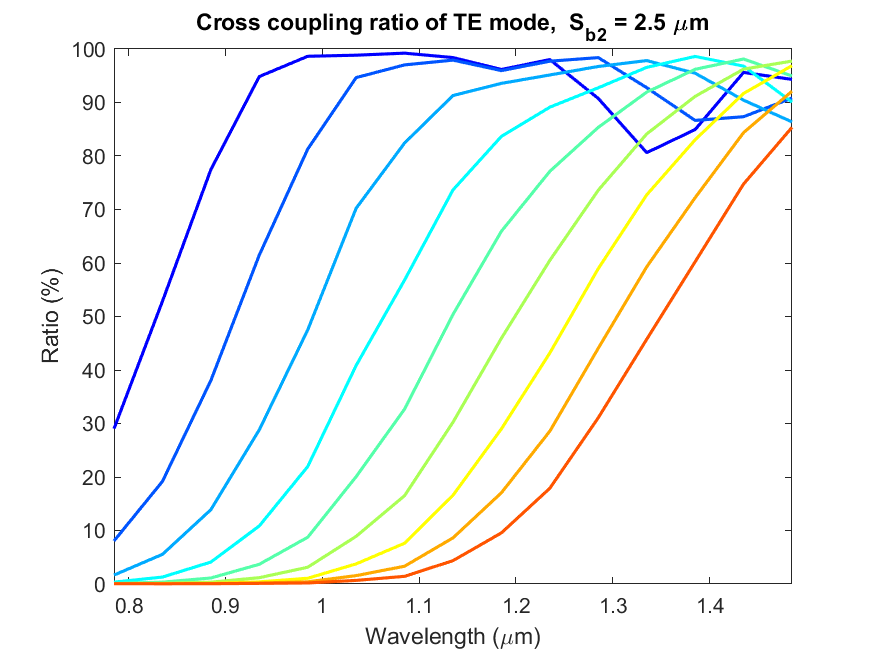 Cross coupling ratio of TE mode, S_b2 = 2.5 μm
100
90
80
70
60
50
40
30
20
10
0
Ratio (%)
0.8 0.9 1 1.1 1.2 1.3 1.4
Wavelength (μm)